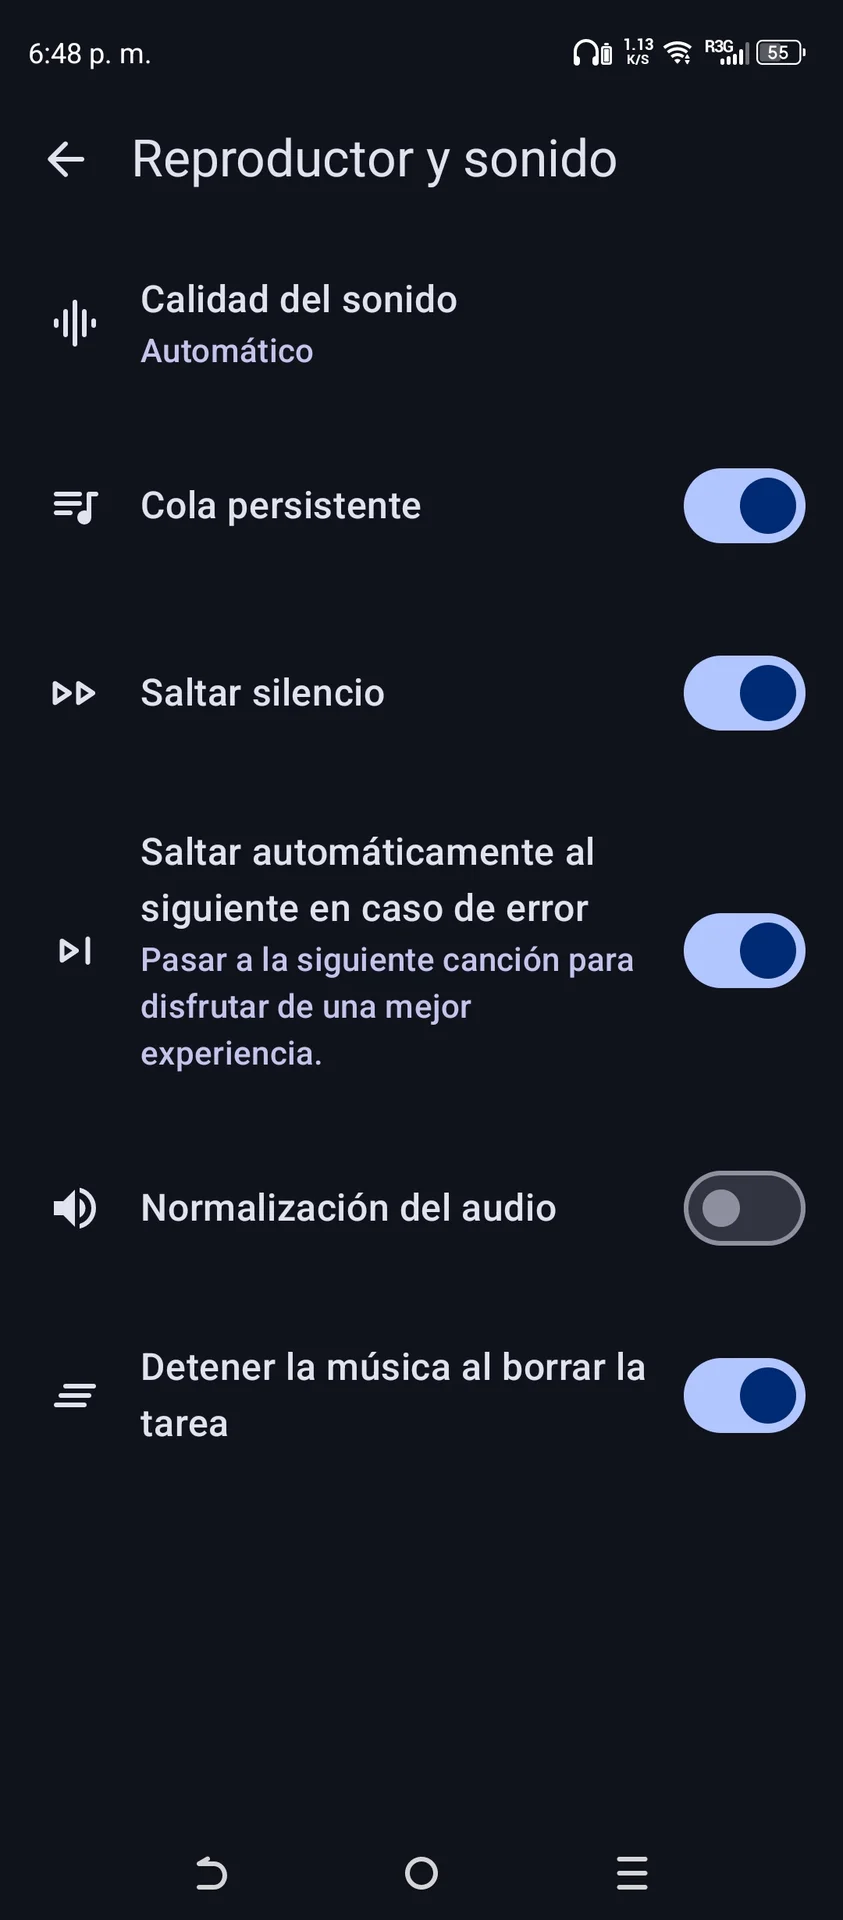 6:48 p. m.
1.13
K/S
R3G
55
Reproductor y sonido
Calidad del sonido
Automático
Cola persistente
Saltar silencio
Saltar automáticamente al
siguiente en caso de error
Pasar a la siguiente canción para
disfrutar de una mejor
experiencia.
Normalización del audio
Detener la música al borrar la
tarea